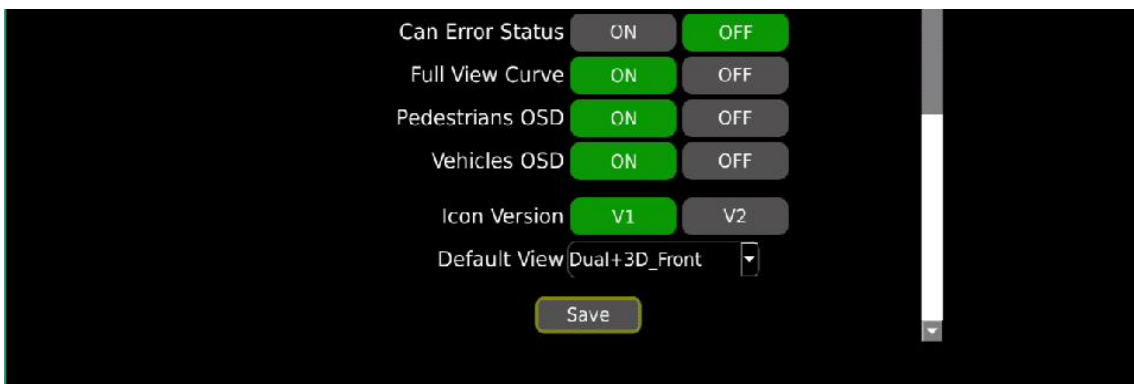 Can Error Status ON OFF
Full View Curve ON OFF
Pedestrians OSD ON OFF
Vehicles OSD ON OFF
Icon Version V1 V2
Default View Dual+3D_Front
Save